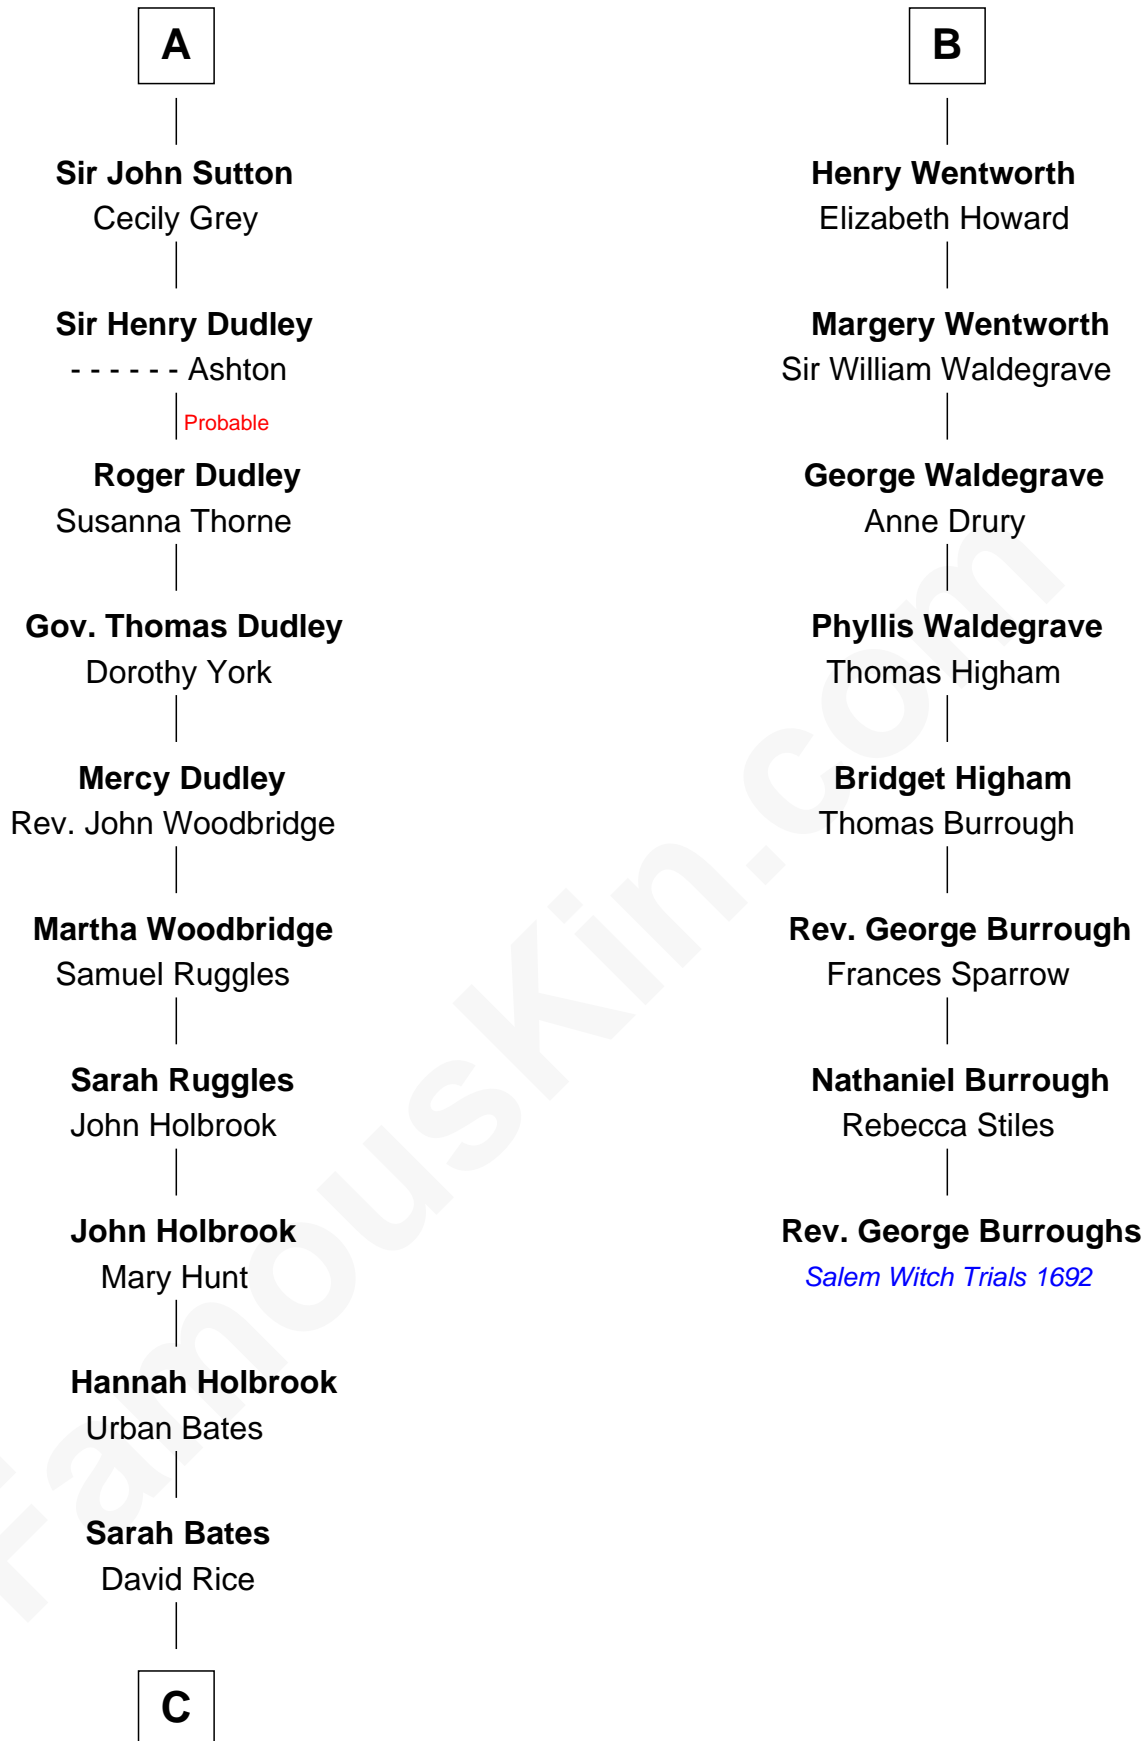 A
Sir John Sutton
Cecily Grey
Sir Henry Dudley
- - - - - - Ashton
Probable
Roger Dudley
Susanna Thorne
Gov. Thomas Dudley
Dorothy York
Mercy Dudley
Rev. John Woodbridge
Martha Woodbridge
Samuel Ruggles
Sarah Ruggles
John Holbrook
John Holbrook
Mary Hunt
Hannah Holbrook
Urban Bates
Sarah Bates
David Rice
C
B
Henry Wentworth
Elizabeth Howard
Margery Wentworth
Sir William Waldegrave
George Waldegrave
Anne Drury
Phyllis Waldegrave
Thomas Higham
Bridget Higham
Thomas Burrough
Rev. George Burrough
Frances Sparrow
Nathaniel Burrough
Rebecca Stiles
Rev. George Burroughs
Salem Witch Trials 1692
FamousKin.com